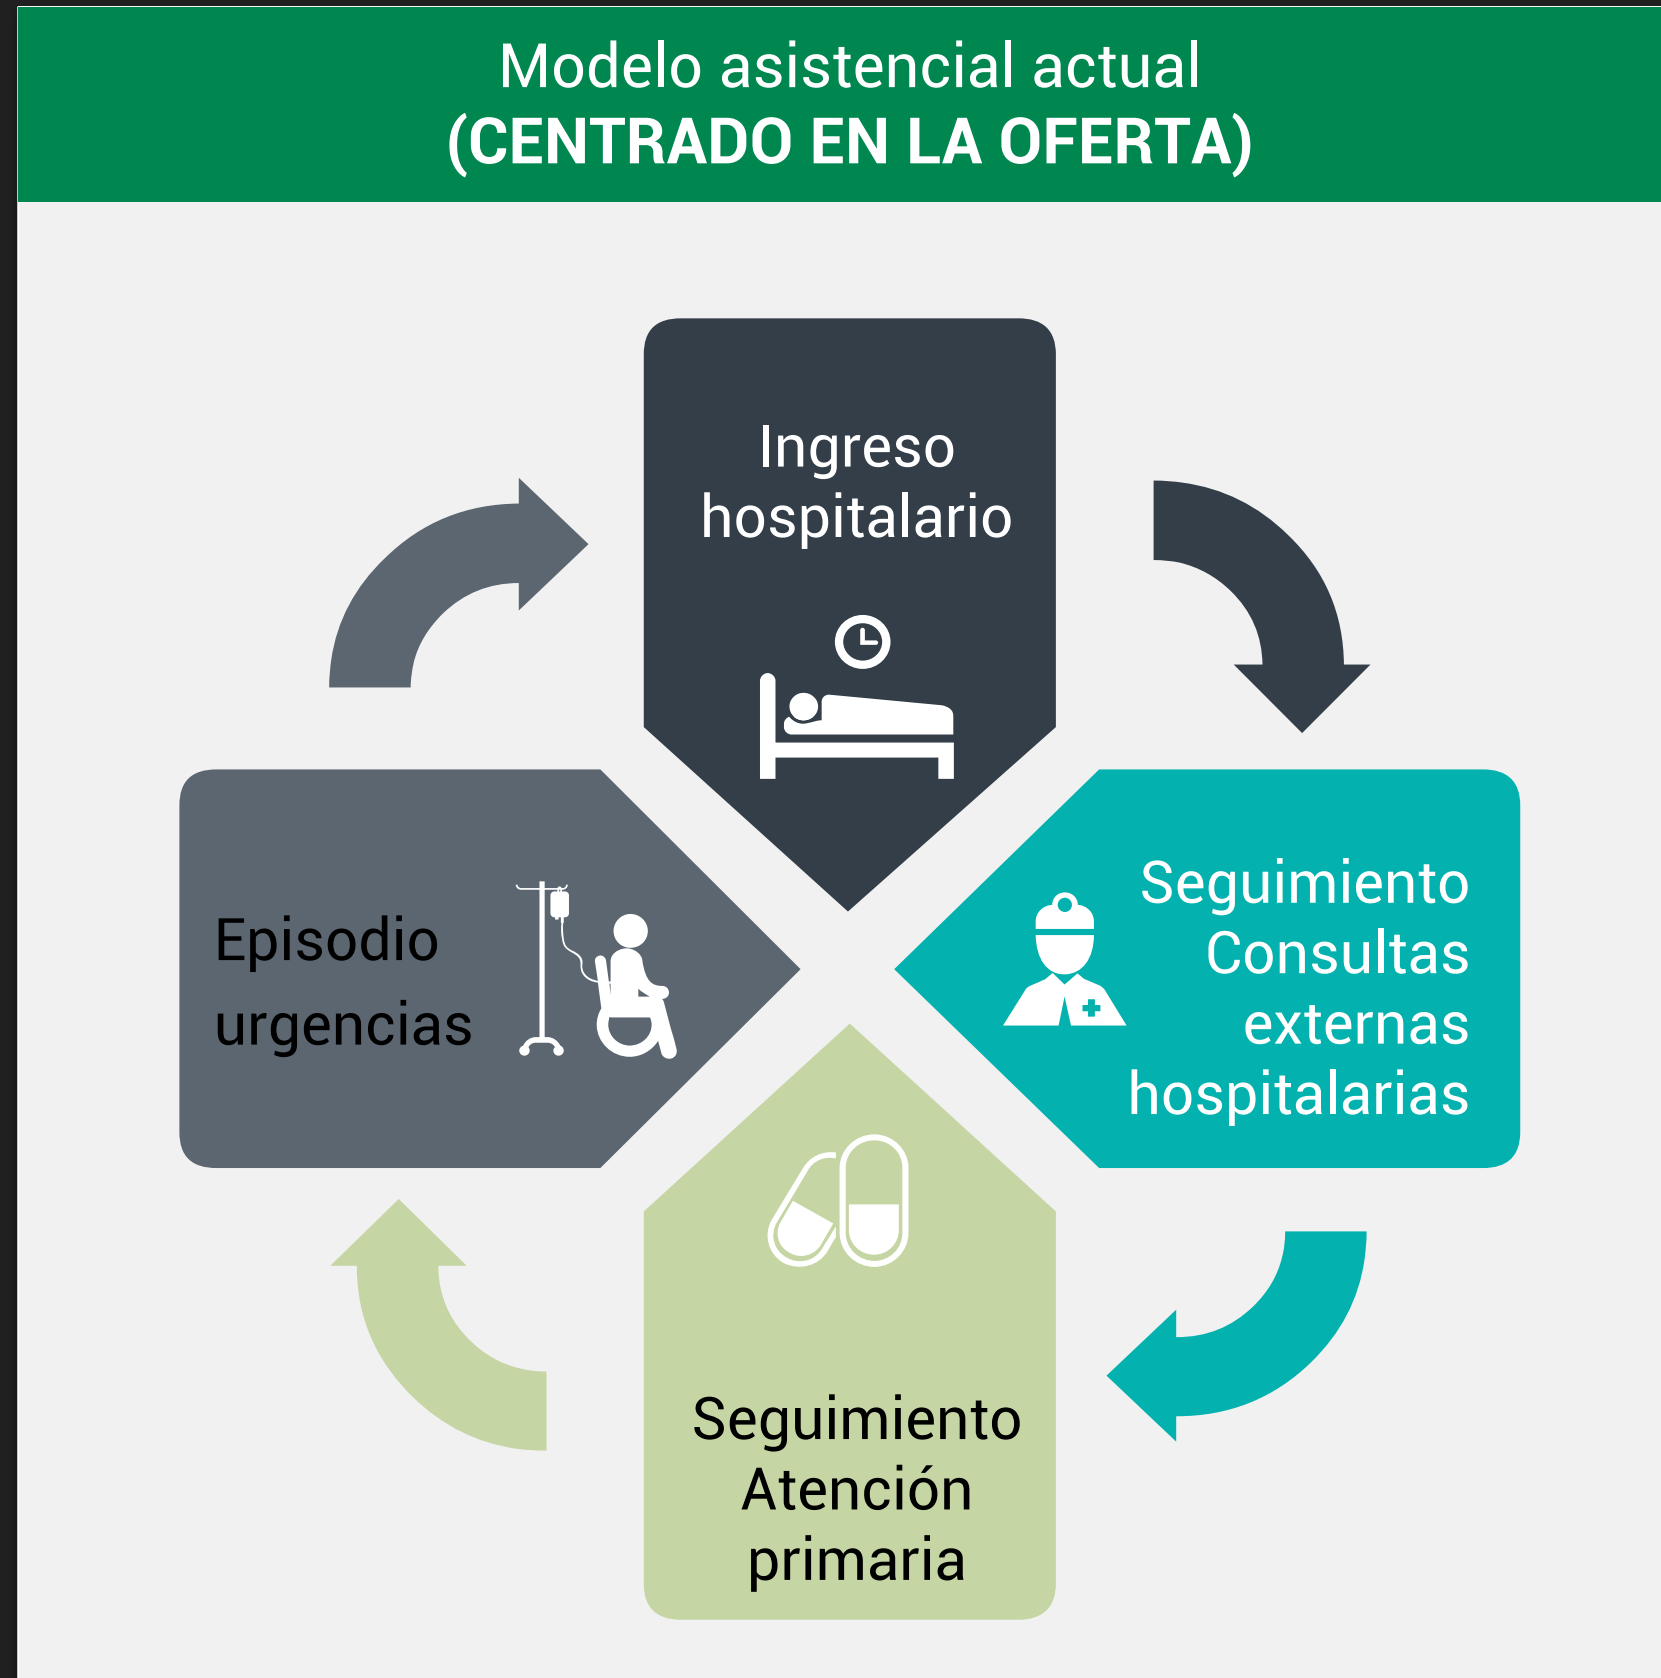 Modelo asistencial actual
(CENTRADO EN LA OFERTA)
Ingreso
hospitalario
Seguimiento
Consultas
externas
hospitalarias
Seguimiento
Atención
primaria
Episodio
urgencias